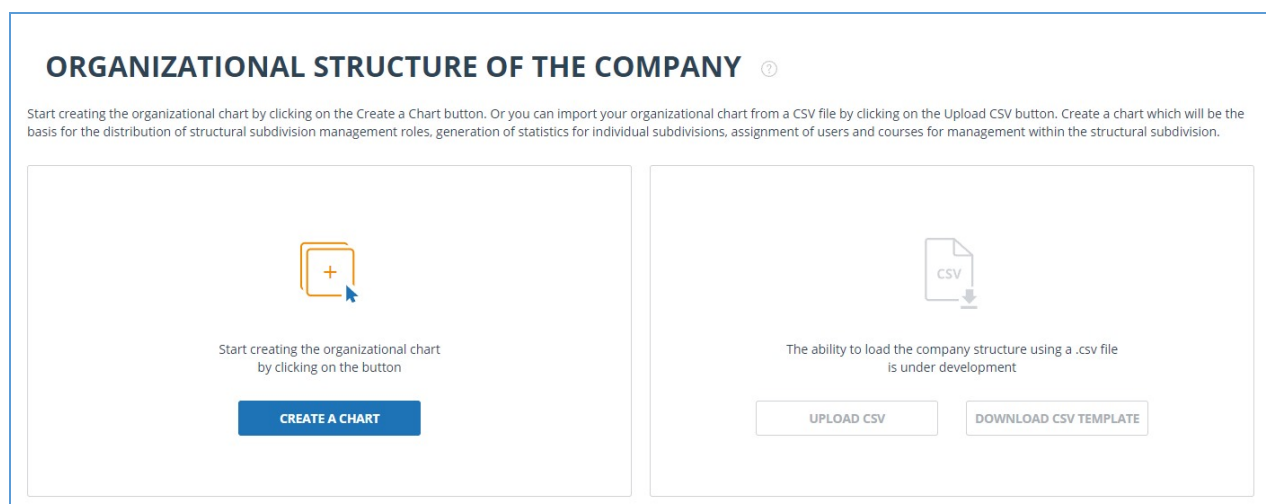 ORGANIZATIONAL STRUCTURE OF THE COMPANY ?
Start creating the organizational chart by clicking on the Create a Chart button. Or you can import your organizational chart from a CSV file by clicking on the Upload CSV button. Create a chart which will be the
basis for the distribution of structural subdivision management roles, generation of statistics for individual subdivisions, assignment of users and courses for management within the structural subdivision.
+
Start creating the organizational chart
by clicking on the button
CREATE A CHART
CSV
The ability to load the company structure using a .csv file
is under development
UPLOAD CSV
DOWNLOAD CSV TEMPLATE